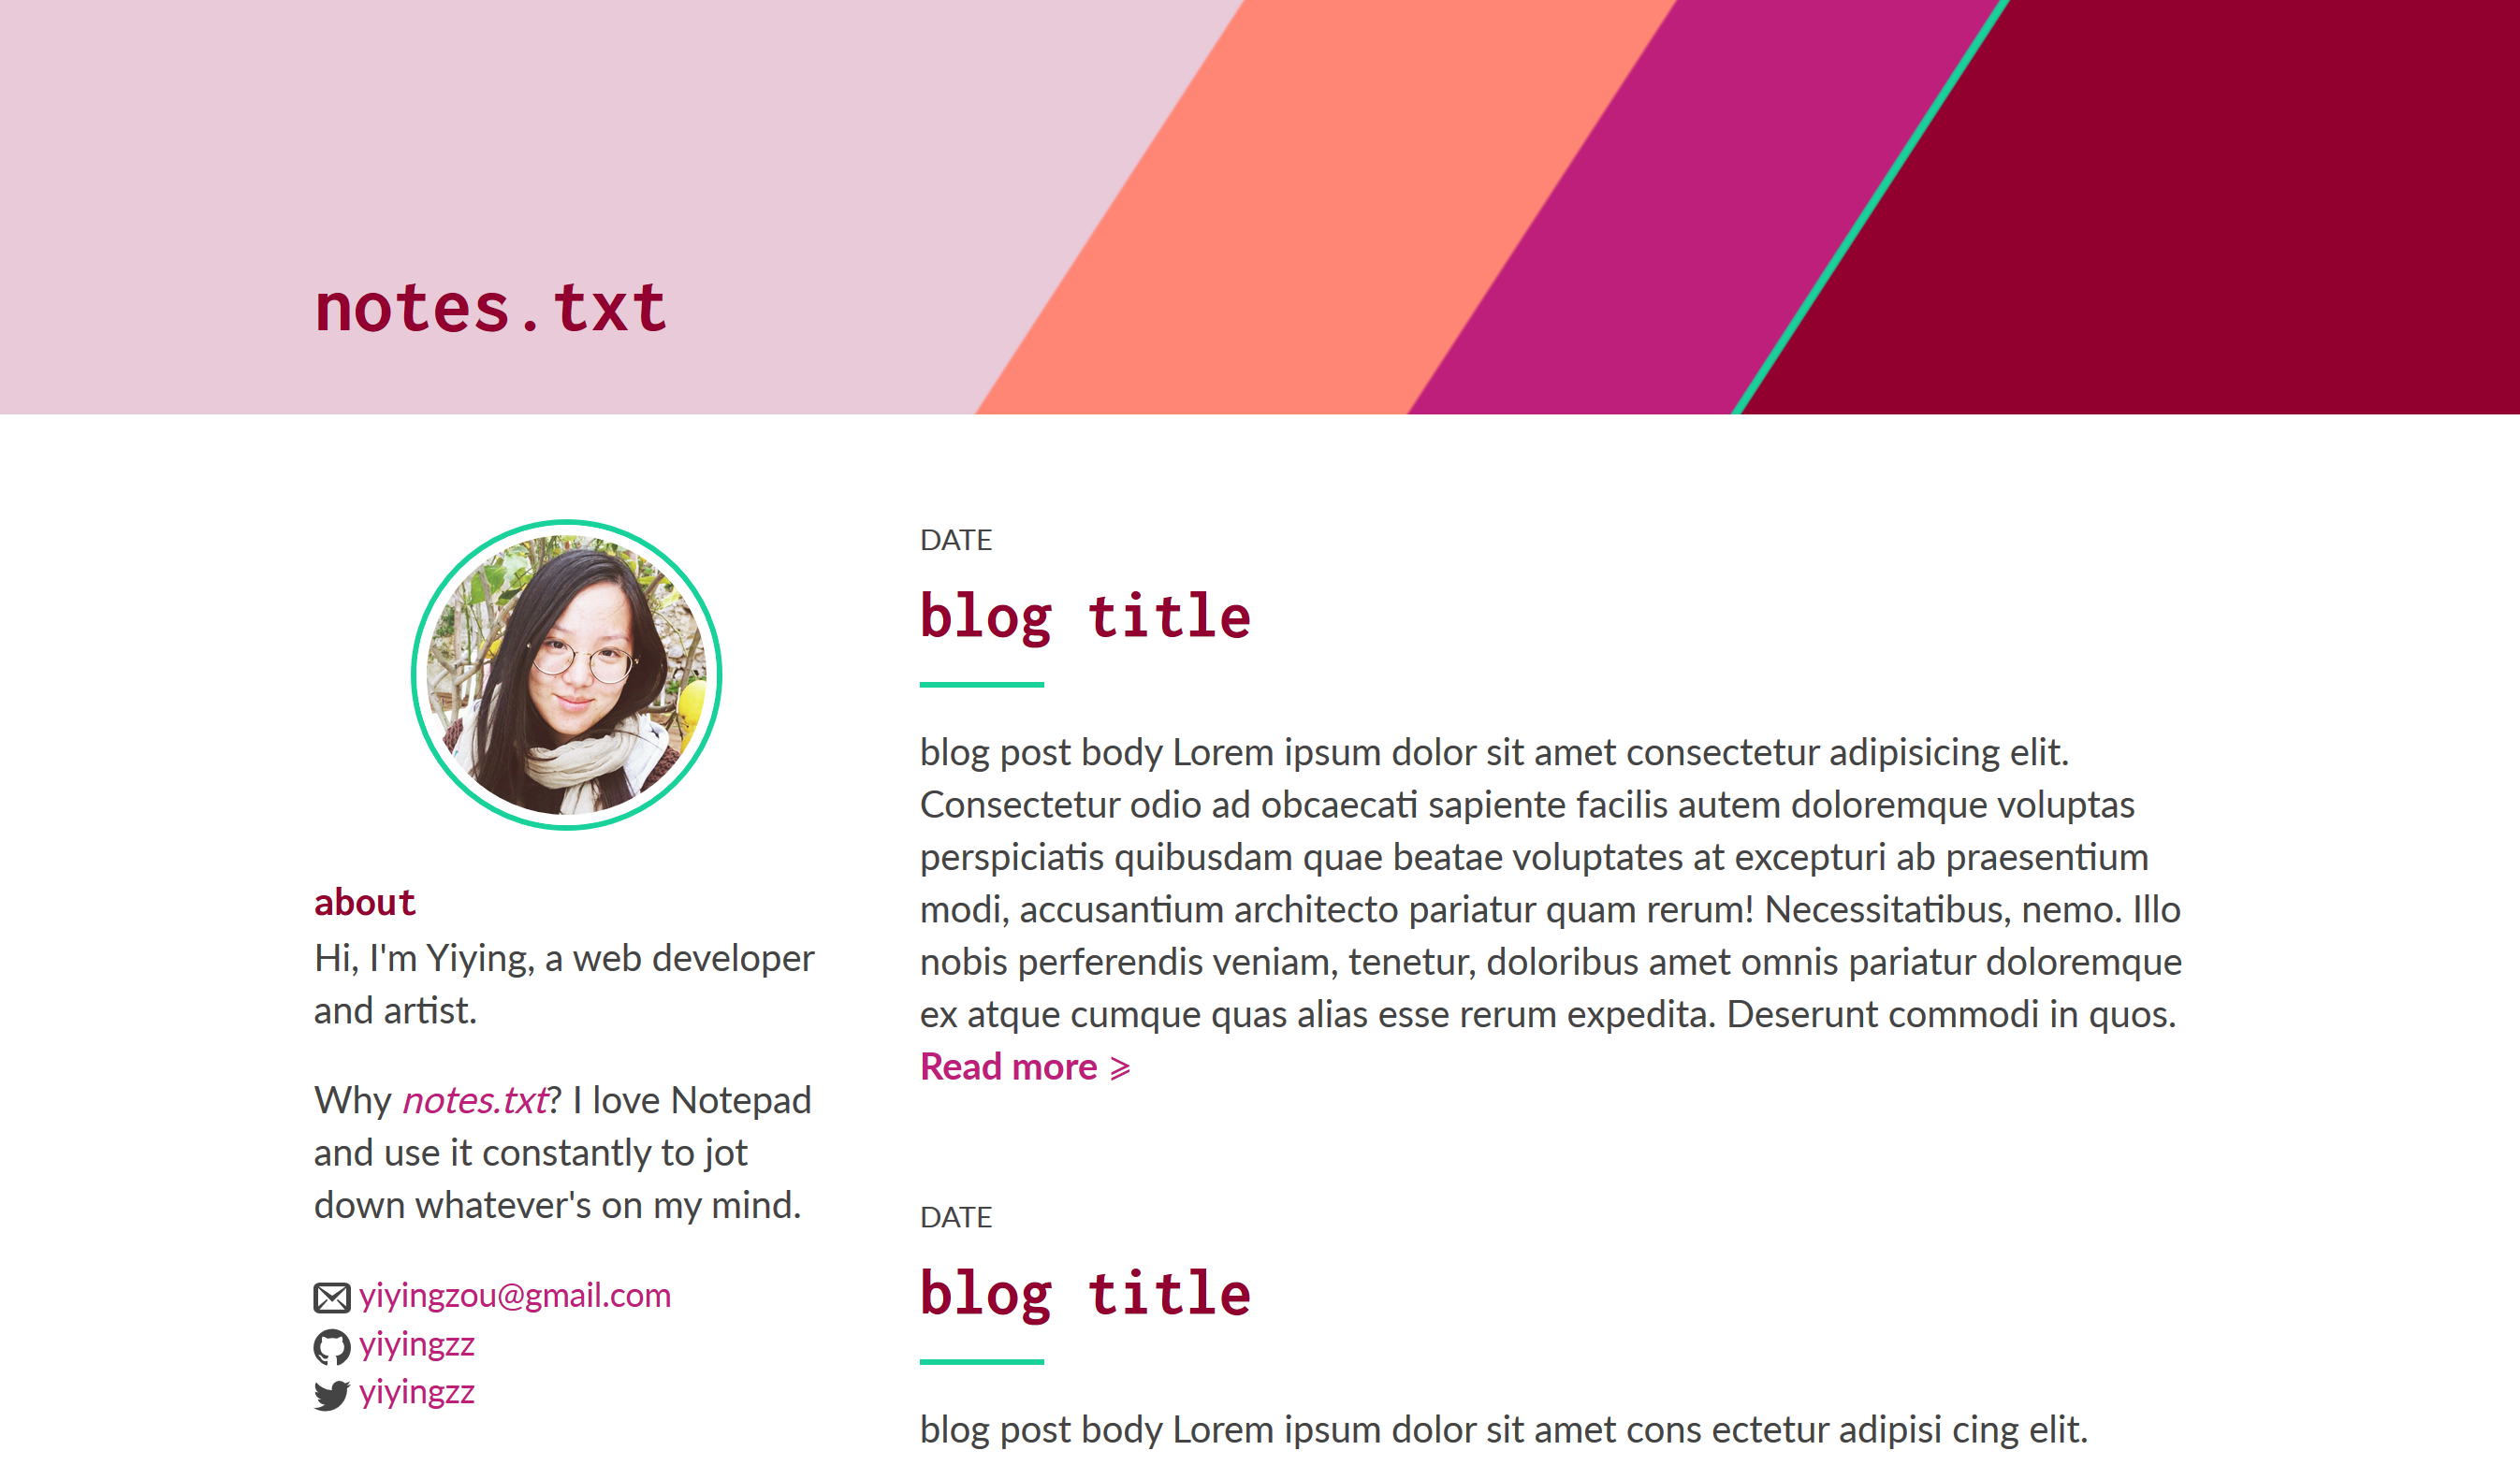 notes.txt
about
Hi, I'm Yiying, a web developer
and artist.
Why notes.txt? I love Notepad
and use it constantly to jot
down whatever's on my mind.
yiyingzou@gmail.com
yiyingzz
yiyingzz
DATE
blog title
blog post body Lorem ipsum dolor sit amet consectetur adipisicing elit.
Consectetur odio ad obcaecati sapiente facilis autem doloremque voluptas
perspiciatis quibusdam quae beatae voluptates at excepturi ab praesentium
modi, accusantium architecto pariatur quam rerum! Necessitatibus, nemo. Illo
nobis perferendis veniam, tenetur, doloribus amet omnis pariatur doloremque
ex atque cumque quas alias esse rerum expedita. Deserunt commodi in quos.
Read more ⫺
DATE
blog title
blog post body Lorem ipsum dolor sit amet cons ectetur adipisi cing elit.